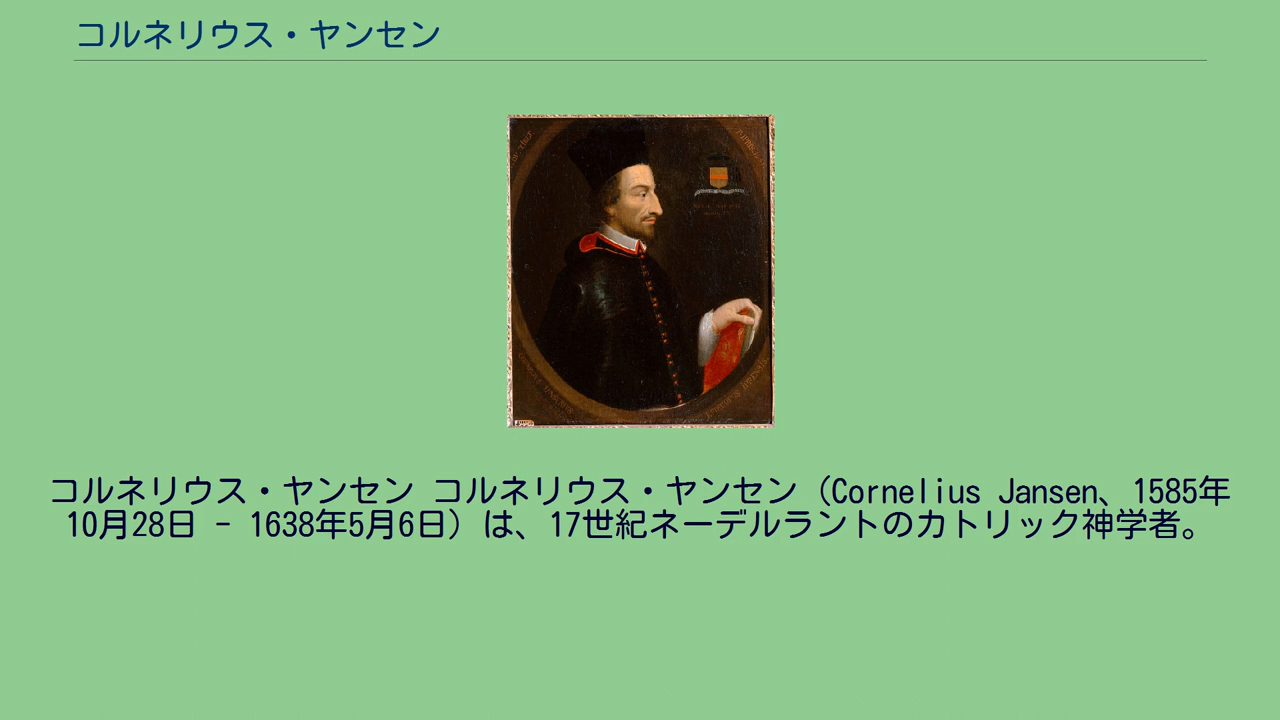 コルネリウス・ヤンセン
コルネリウス・ヤンセン コルネリウス・ヤンセン（Cornelius Jansen、1585年
10月28日 - 1638年5月6日）は、17世紀ネーデルラントのカトリック神学者。